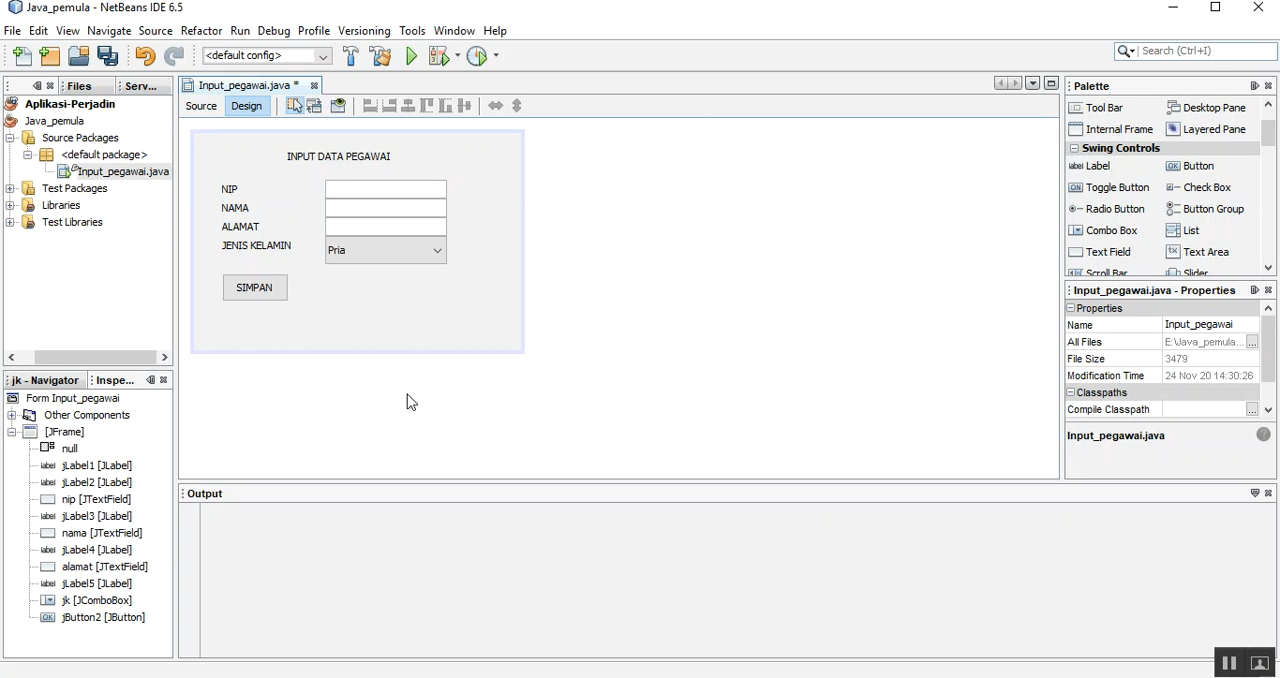 Java_pemula - NetBeans IDE 6.5
File Edit View Navigate Source Refactor Run Debug Profile Versioning Tools Window Help
<default config>
Search (Ctrl+I)
Files Serv...
Aplikasi-Perjadin
Java_pemula
Source Packages
<default package>
Input_pegawai.java
Test Packages
Libraries
Test Libraries
jk - Navigator Inspe...
Form Input_pegawai
Other Components
[JFrame]
null
jLabel1 [JLabel]
jLabel2 [JLabel]
nip [JTextField]
jLabel3 [JLabel]
nama [JTextField]
jLabel4 [JLabel]
alamat [JTextField]
jLabel5 [JLabel]
jk [JComboBox]
jButton2 [JButton]
Input_pegawai.java *
Source Design
INPUT DATA PEGAWAI
NIP
NAMA
ALAMAT
JENIS KELAMIN Pria
SIMPAN
Output
Palette
Tool Bar Desktop Pane
Internal Frame Layered Pane
Swing Controls
label Label OK Button
ON Toggle Button Check Box
Radio Button Button Group
Combo Box List
Text Field tx Text Area
Scroll Bar Slider
Input_pegawai.java - Properties
Properties
Name Input_pegawai
All Files E:\Java_pemula... ...
File Size 3479
Modification Time 24 Nov 20 14:30:26
Classpaths
Compile Classpath ...
Input_pegawai.java